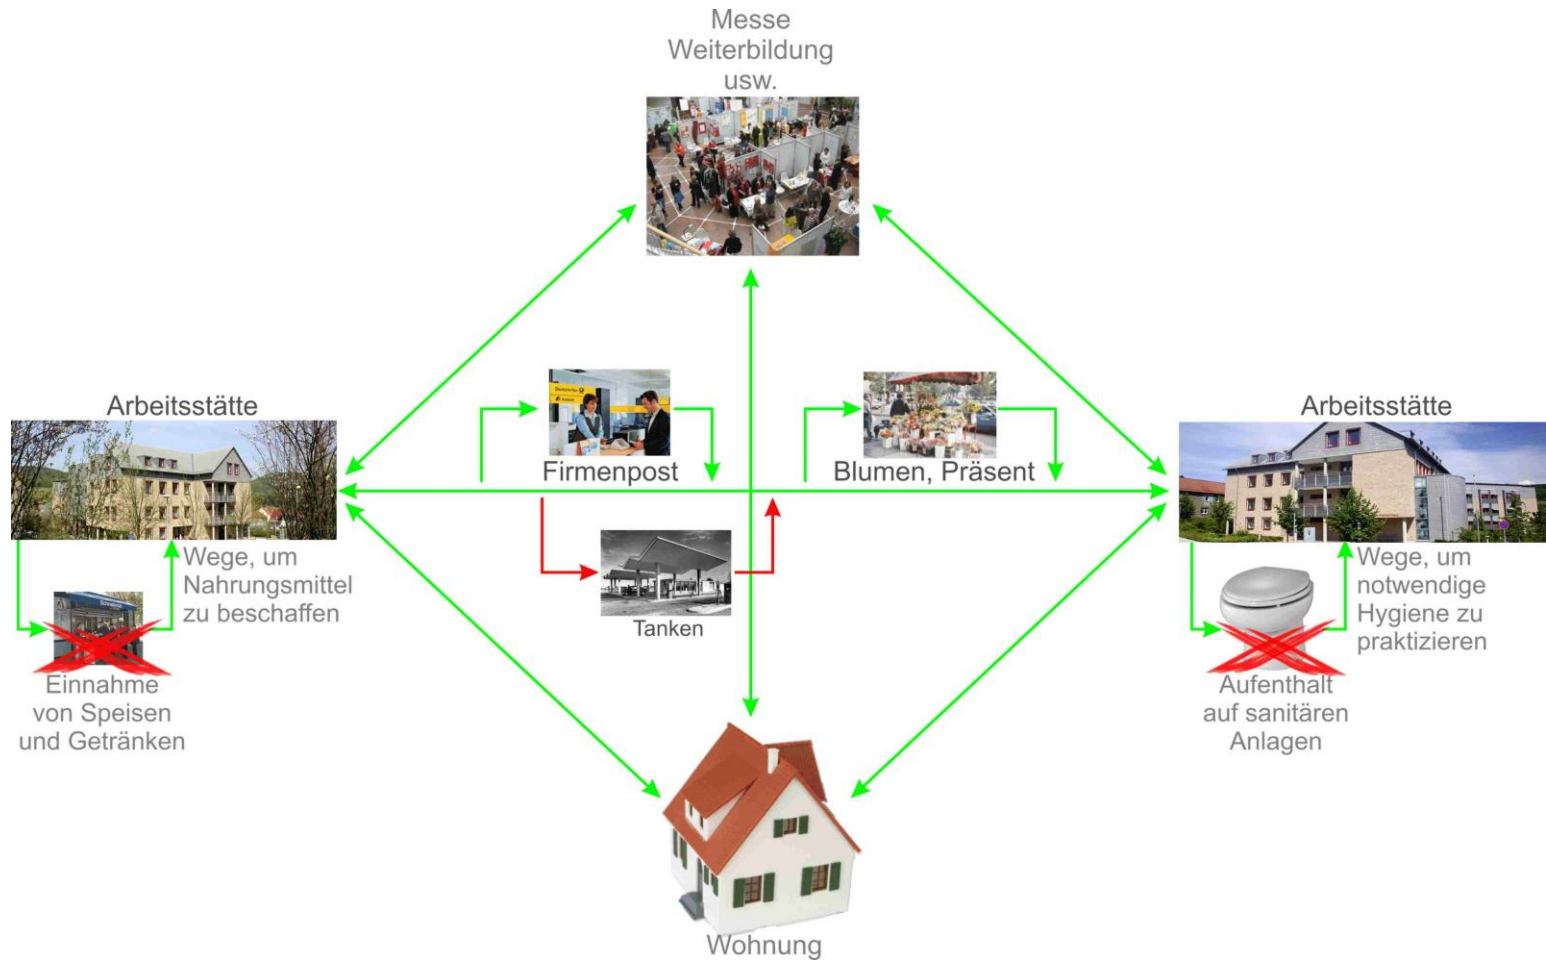 Messe
Weiterbildung
usw.
Arbeitsstätte
Arbeitsstätte
Firmenpost
Blumen, Präsent
Wege, um
Nahrungsmittel
zu beschaffen
Tanken
Wege, um
notwendige
Hygiene zu
praktizieren
Einnahme
von Speisen
und Getränken
Aufenthalt
auf sanitären
Anlagen
Wohnung